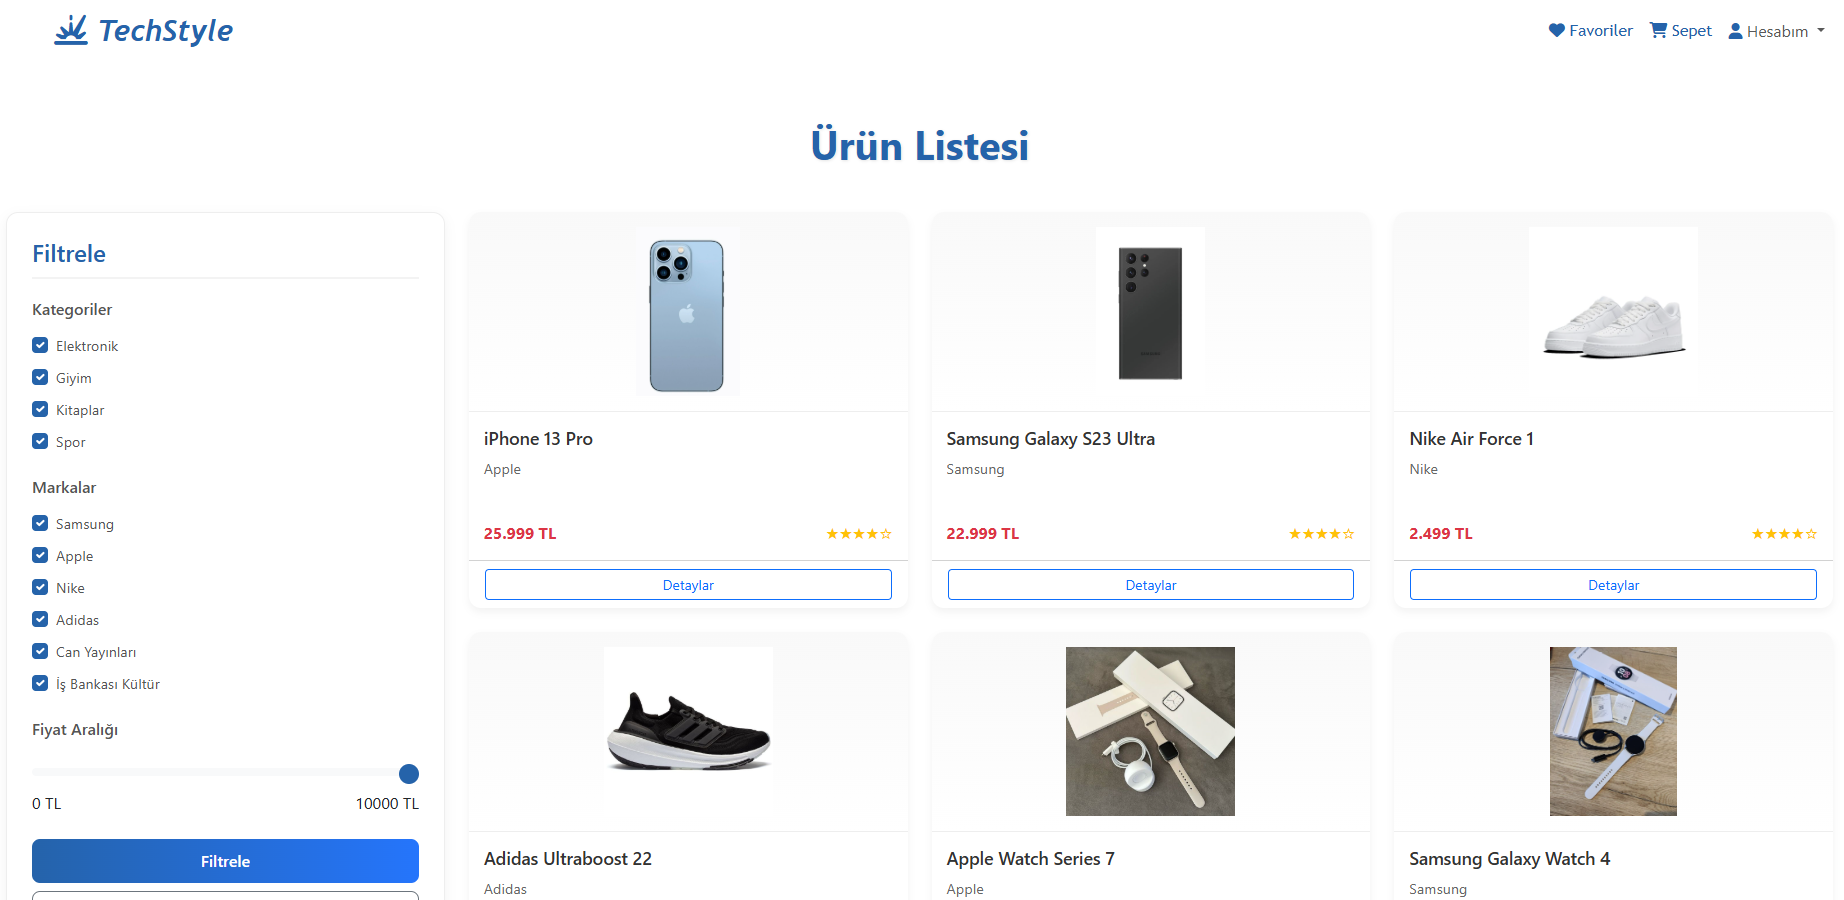 TechStyle
Favoriler
Sepet
Hesabım
Ürün Listesi
Filtrele
Kategoriler
Elektronik
Giyim
Kitaplar
Spor
Markalar
Samsung
Apple
Nike
Adidas
Can Yayınları
İş Bankası Kültür
Fiyat Aralığı
0 TL
10000 TL
Filtrele
iPhone 13 Pro
Apple
25.999 TL
★★★★☆
Detaylar
Samsung Galaxy S23 Ultra
Samsung
22.999 TL
★★★★☆
Detaylar
Nike Air Force 1
Nike
2.499 TL
★★★★☆
Detaylar
Adidas Ultraboost 22
Adidas
Apple Watch Series 7
Apple
Samsung Galaxy Watch 4
Samsung